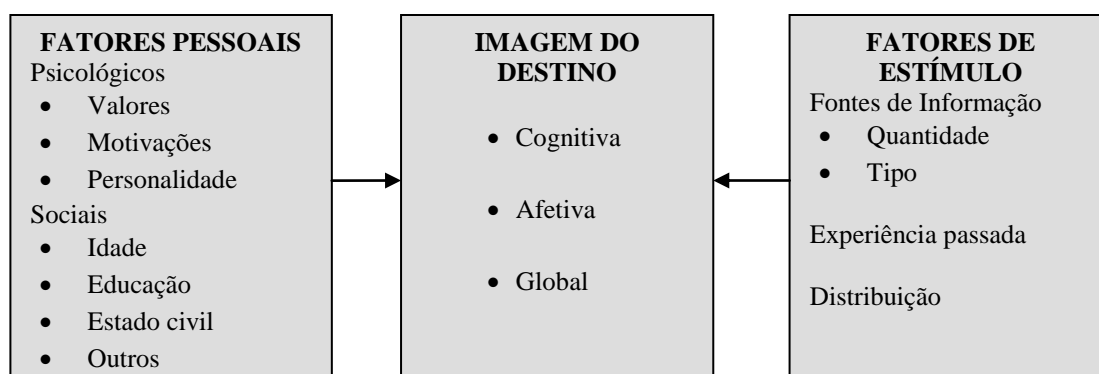 FATORES PESSOAIS
Psicológicos
• Valores
• Motivações
• Personalidade
Sociais
• Idade
• Educação
• Estado civil
• Outros
IMAGEM DO
DESTINO
• Cognitiva
• Afetiva
• Global
FATORES DE
ESTÍMULO
Fontes de Informação
• Quantidade
• Tipo
Experiência passada
Distribuição